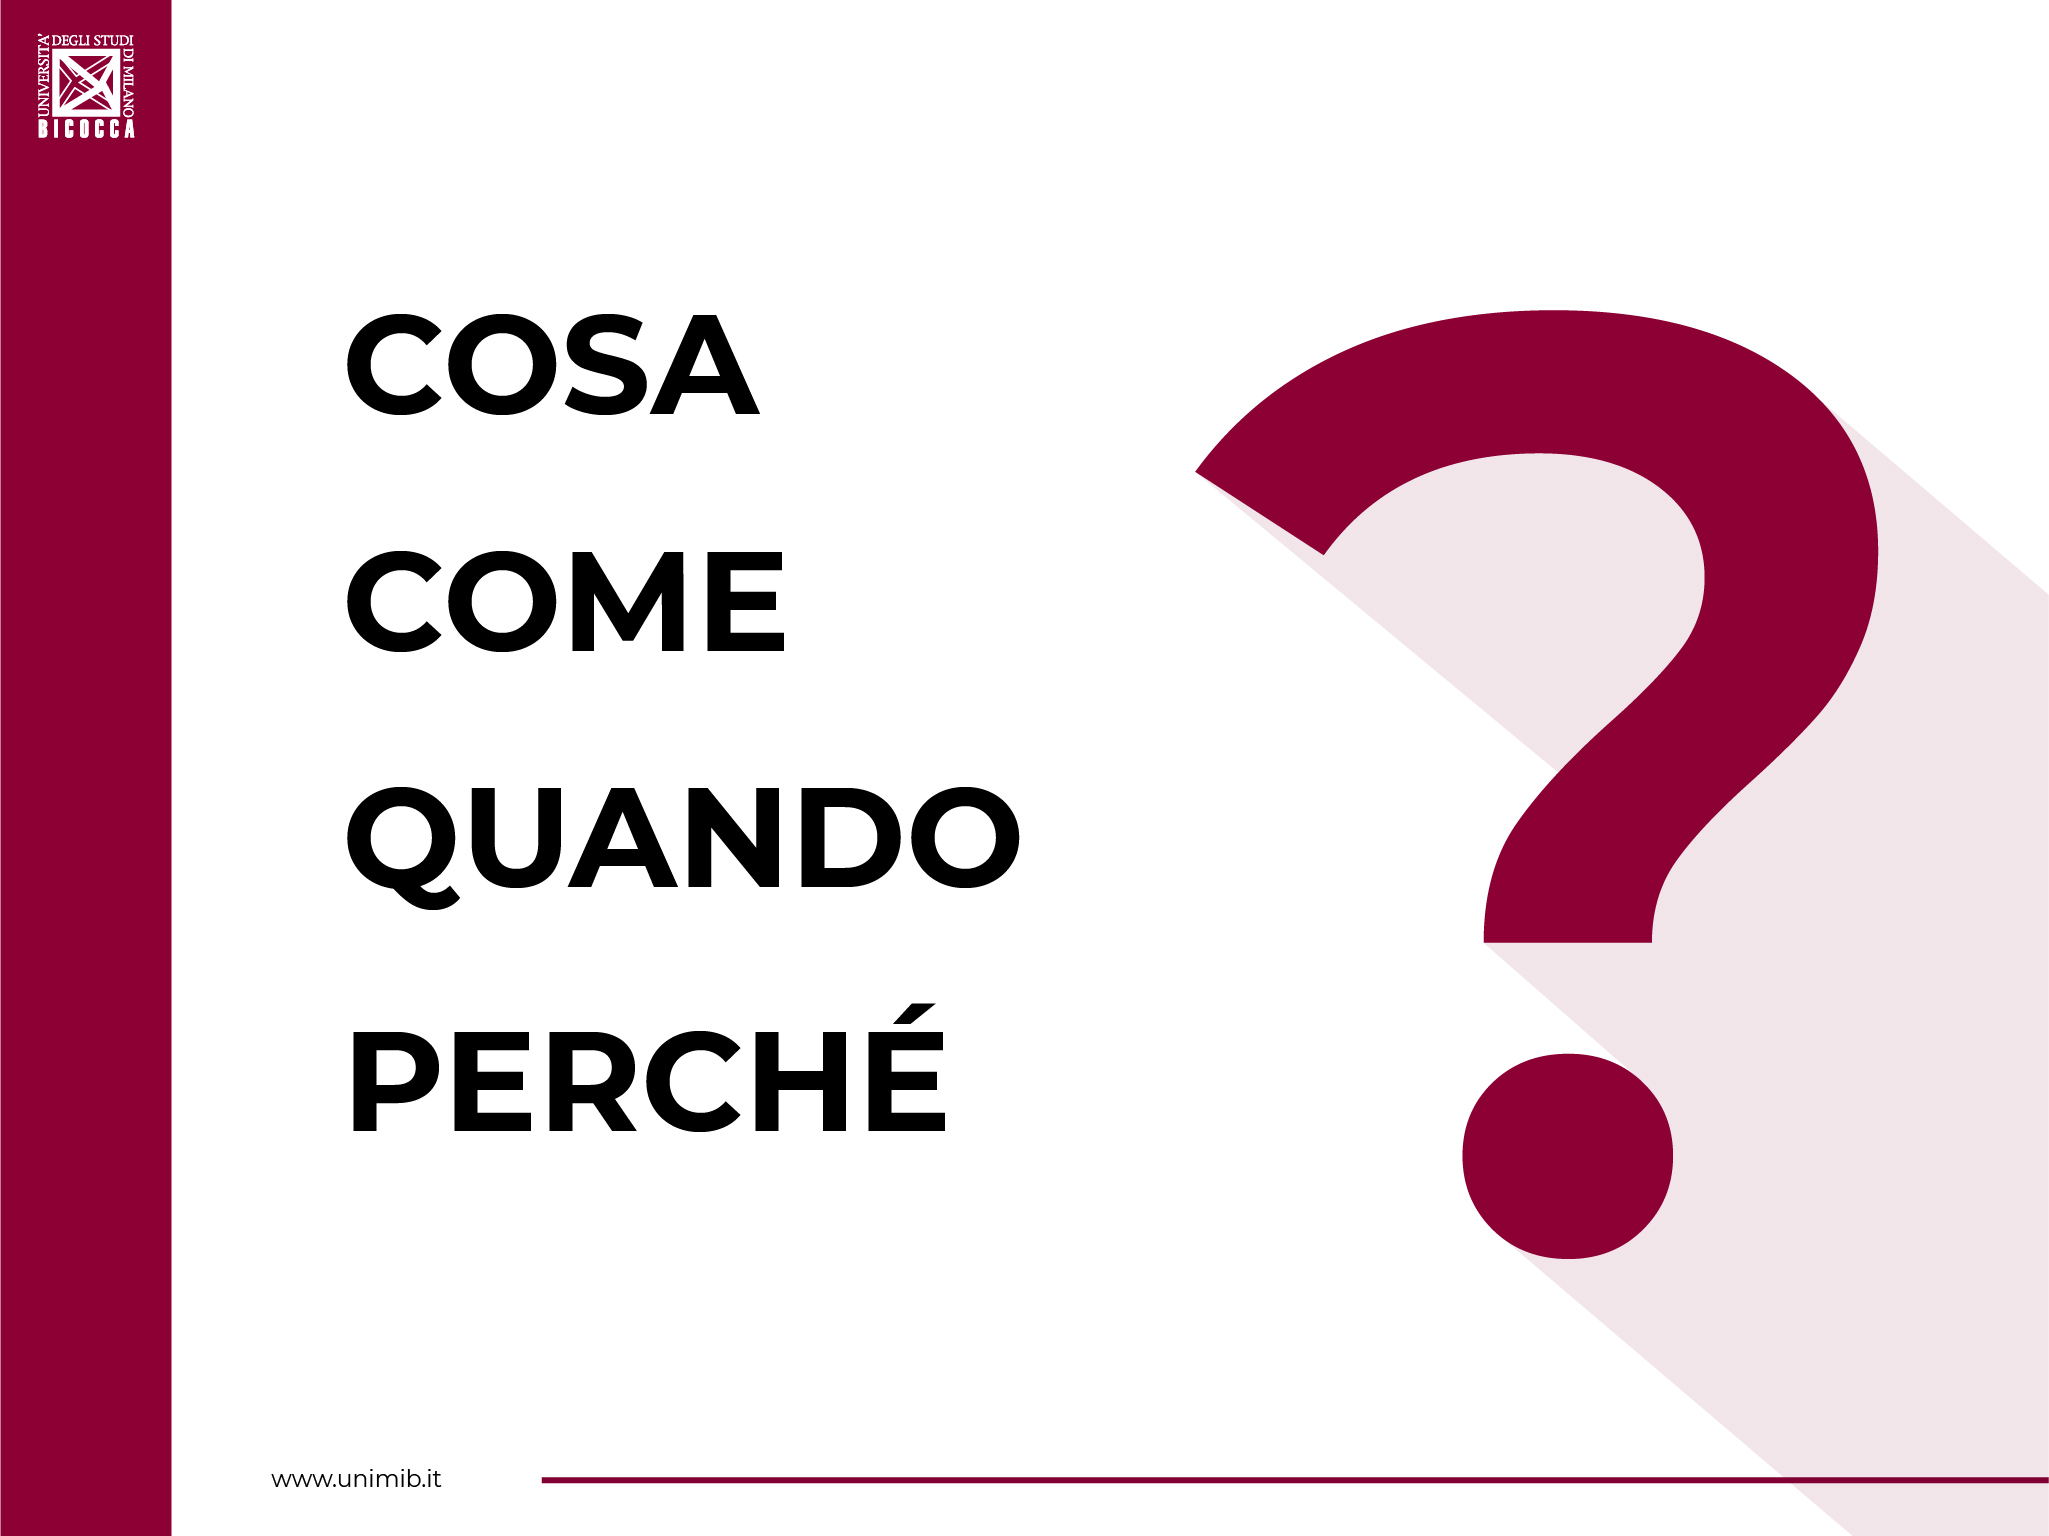 UNIVERSITA'
DEGLI STUDI
DI MILANO
BICOCCA
COSA
COME
QUANDO
PERCHÉ
?
www.unimib.it